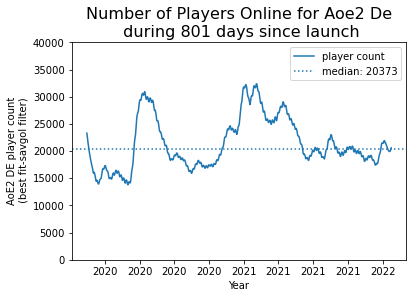 Number of Players Online for Aoe2 De
during 801 days since launch
player count
median: 20373
AoE2 DE player count
(best fit-savgol filter)
40000
35000
30000
25000
20000
15000
10000
5000
0
2020
2020
2020
2020
2021
2021
2021
2021
2022
Year